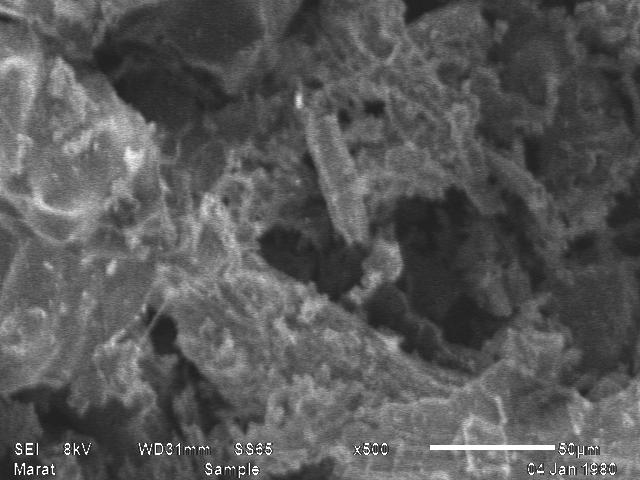 SEI 8kV WD31mm SS65 x500 50µm
Marat Sample 04 Jan 1980